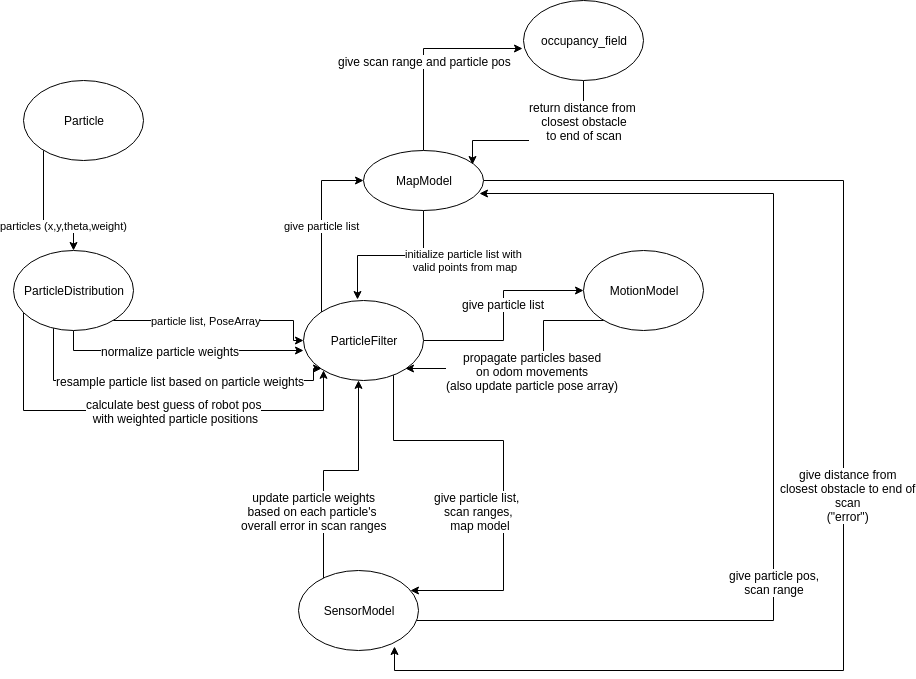 occupancy_field
give scan range and particle pos
return distance from
closest obstacle
to end of scan
Particle
MapModel
particles (x,y,theta,weight)
give particle list
initialize particle list with
valid points from map
ParticleDistribution
MotionModel
give particle list
particle list, PoseArray
ParticleFilter
normalize particle weights
propagate particles based
on odom movements
(also update particle pose array)
resample particle list based on particle weights
calculate best guess of robot pos
with weighted particle positions
give distance from
closest obstacle to end of
scan
("error")
update particle weights
based on each particle's
overall error in scan ranges
give particle list,
scan ranges,
map model
give particle pos,
scan range
SensorModel